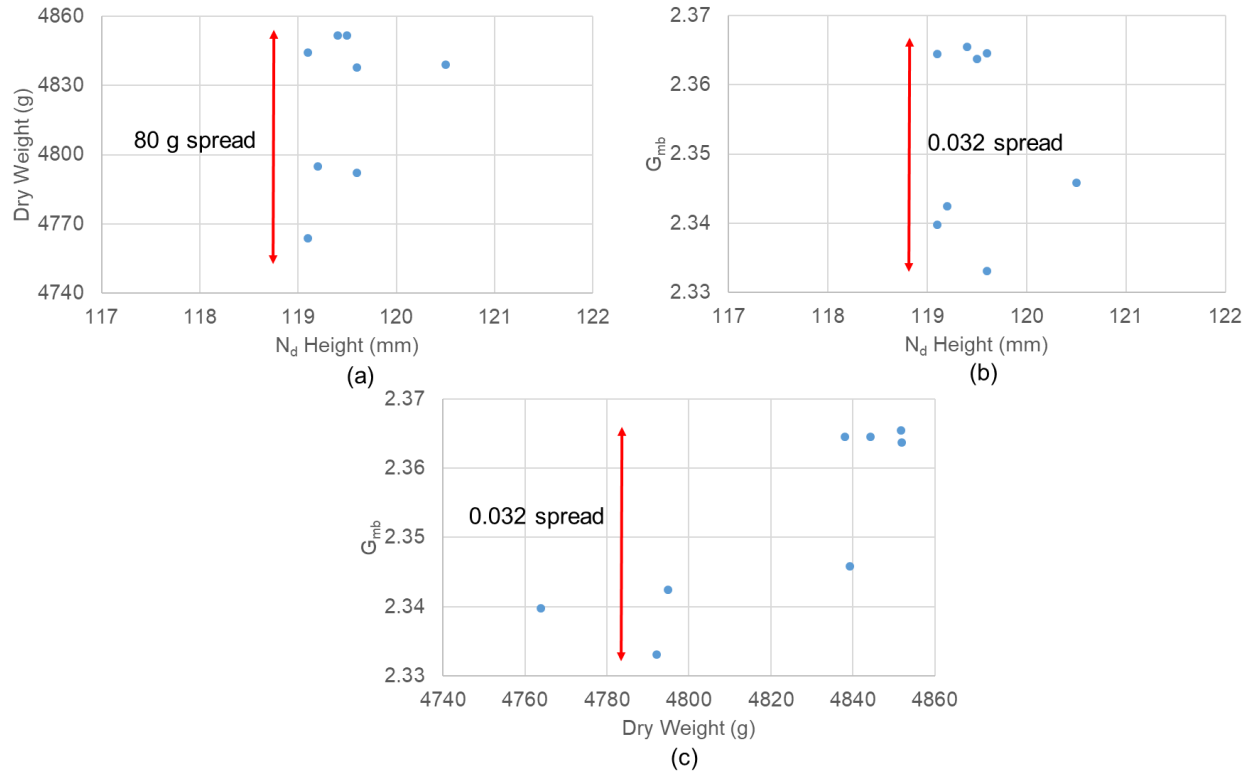 4860
4830
4800
4770
4740
Dry Weight (g)
80 g spread
117 118 119 120 121 122
N_d Height (mm)
(a)
2.37
2.36
2.35
2.34
2.33
G_mb
0.032 spread
117 118 119 120 121 122
N_d Height (mm)
(b)
2.37
2.36
2.35
2.34
2.33
G_mb
0.032 spread
4740 4760 4780 4800 4820 4840 4860
Dry Weight (g)
(c)